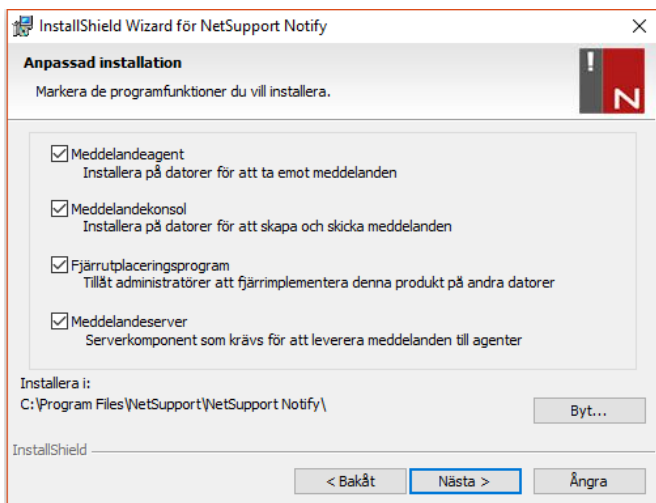 InstallShield Wizard för NetSupport Notify
Anpassad installation
Markera de programfunktioner du vill installera.
! N
Meddelandeagent
Installera på datorer för att ta emot meddelanden
Meddelandekonsol
Installera på datorer för att skapa och skicka meddelanden
Fjärrutplaceringsprogram
Tillåt administratörer att fjärrimplementera denna produkt på andra datorer
Meddelandeserver
Serverkomponent som krävs för att leverera meddelanden till agenter
Installera i:
C:\Program Files\NetSupport\NetSupport Notify\
Byt...
InstallShield
< Bakåt Nästa > Ångra